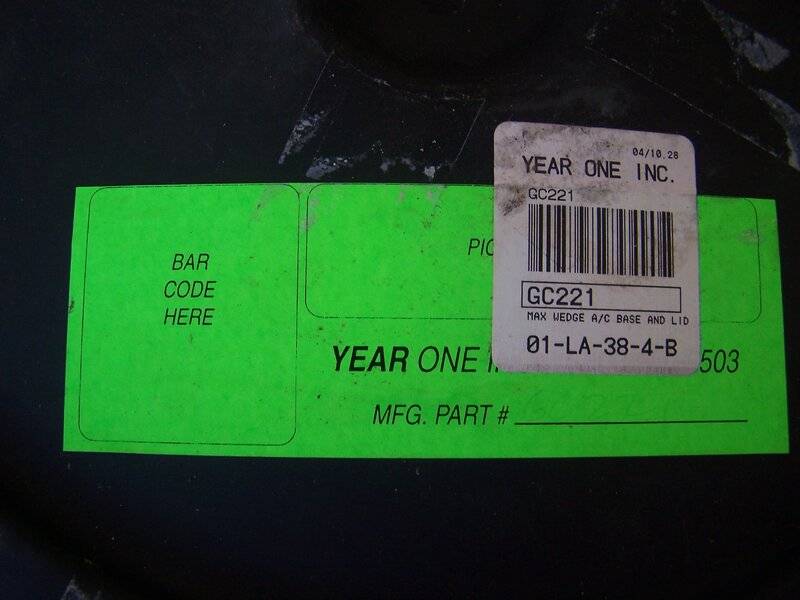 04/10.28
YEAR ONE INC.
GC221
GC221
MAX WEDGE A/C BASE AND LID
01-LA-38-4-B
BAR
CODE
HERE
YEAR ONE 503
MFG. PART #